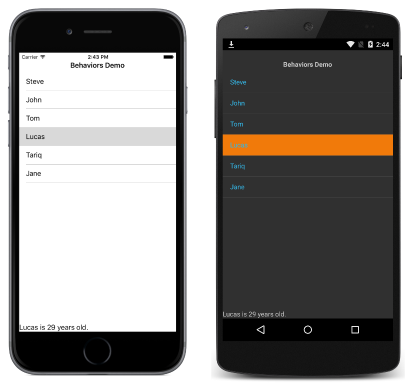 Carrier 2:43 PM
Behaviors Demo
Steve
John
Tom
Lucas
Tariq
Jane
Lucas is 29 years old.
2:44
Behaviors Demo
Steve
John
Tom
Lucas
Tariq
Jane
Lucas is 29 years old.